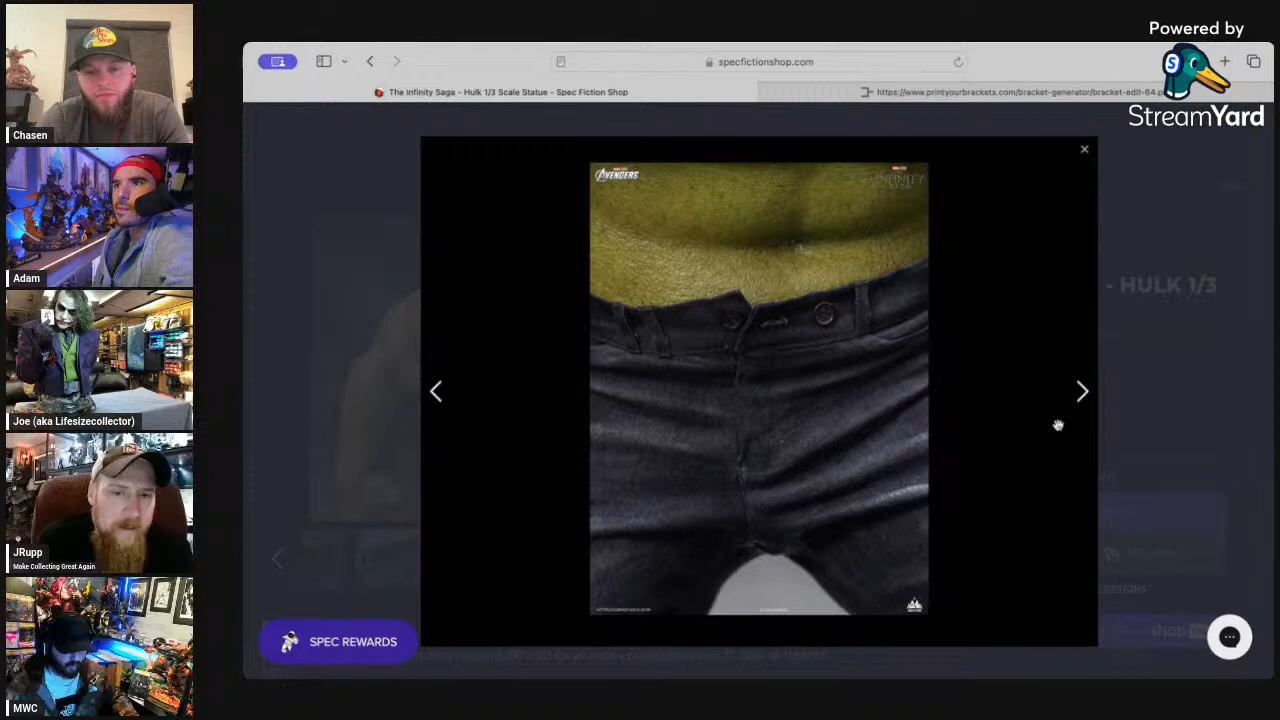 Powered by
StreamYard
specfictionshop.com
The Infinity Saga - Hulk 1/3 Scale Statue - Spec Fiction Shop
https://www.printyourbrackets.com/bracket-generator/bracket-edit-64.p
Chasen
Adam
Joe (aka Lifesizecollector)
JRupp
Make Collecting Great Again
MWC
AVENGERS
INFINITY
- HULK 1/3
SPEC REWARDS
shop